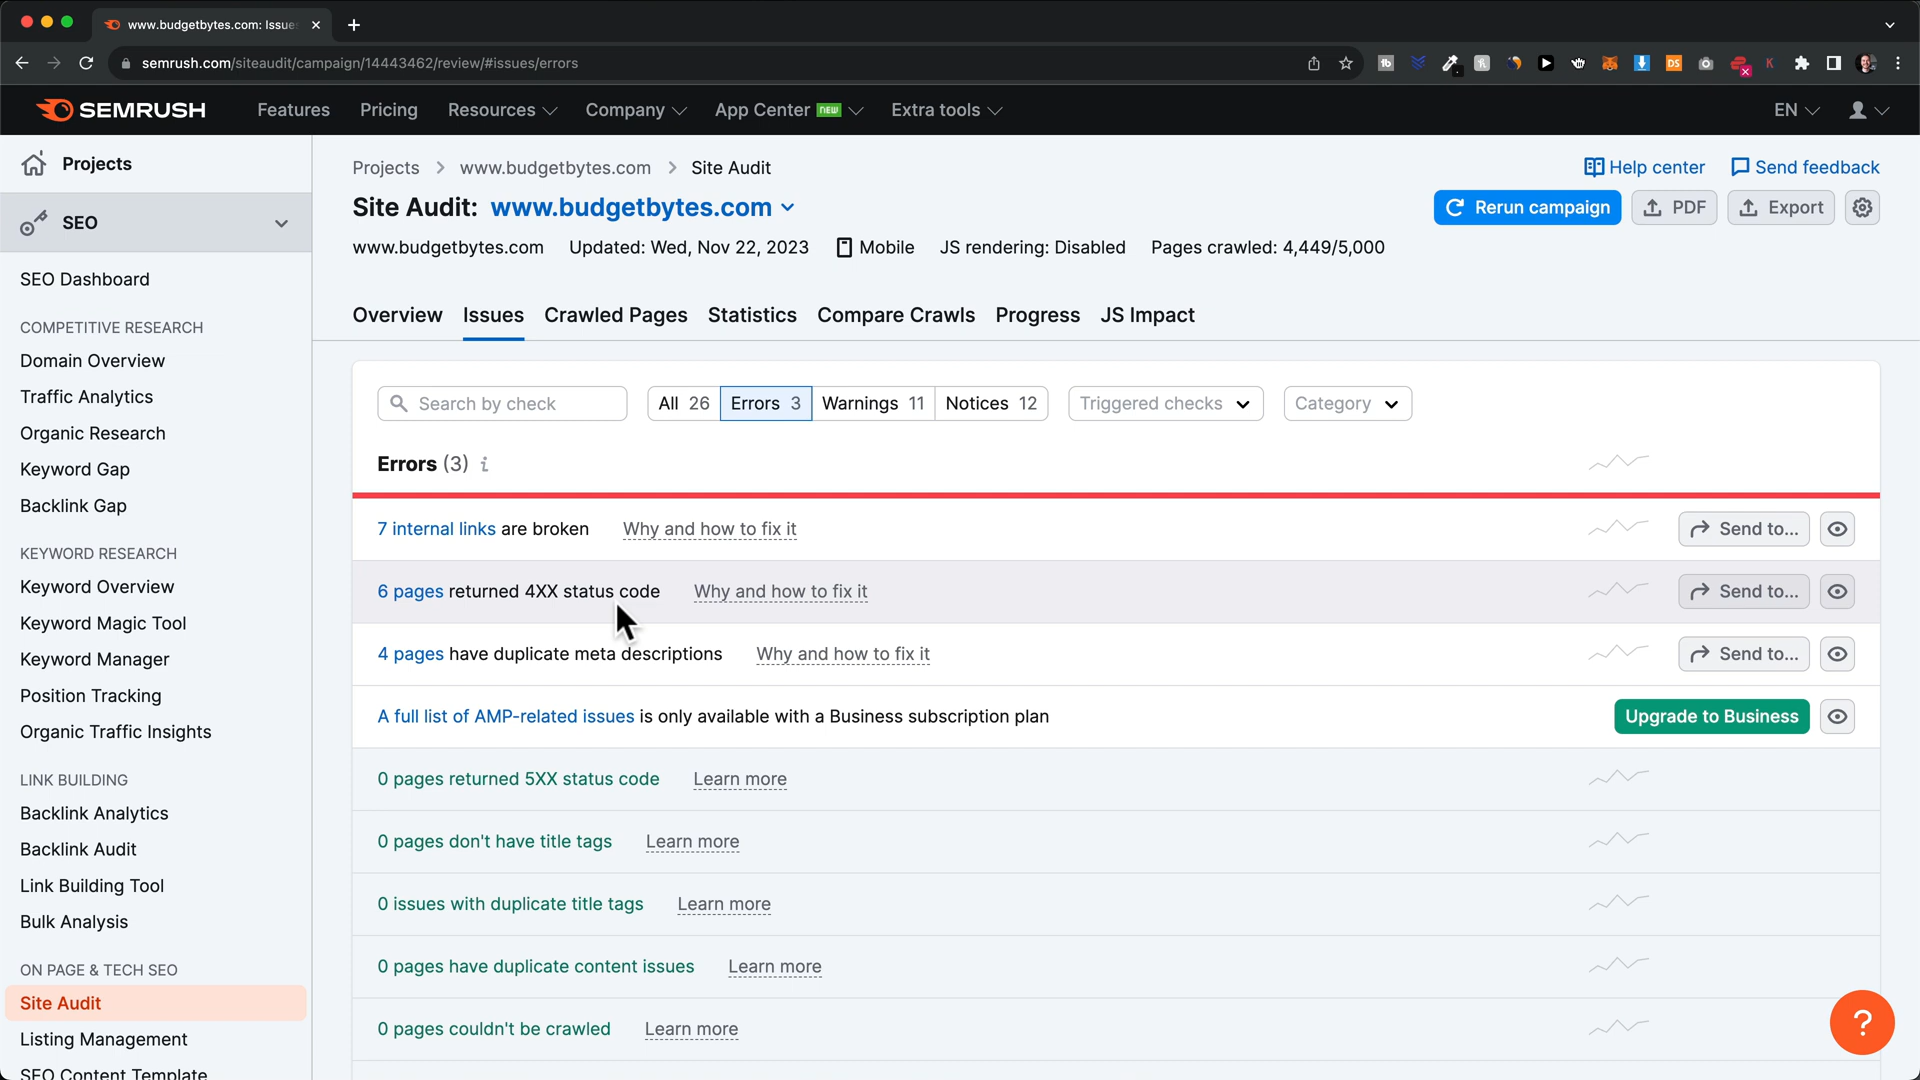 www.budgetbytes.com: Issue
semrush.com/siteaudit/campaign/14443462/review/#issues/errors
SEMRUSH
Features
Pricing
Resources
Company
App Center NEW
Extra tools
EN
Projects
SEO
SEO Dashboard
COMPETITIVE RESEARCH
Domain Overview
Traffic Analytics
Organic Research
Keyword Gap
Backlink Gap
KEYWORD RESEARCH
Keyword Overview
Keyword Magic Tool
Keyword Manager
Position Tracking
Organic Traffic Insights
LINK BUILDING
Backlink Analytics
Backlink Audit
Link Building Tool
Bulk Analysis
ON PAGE & TECH SEO
Site Audit
Listing Management
SEO Content Template
Projects > www.budgetbytes.com > Site Audit
Help center
Send feedback
Site Audit: www.budgetbytes.com
Rerun campaign
PDF
Export
www.budgetbytes.com Updated: Wed, Nov 22, 2023 Mobile JS rendering: Disabled Pages crawled: 4,449/5,000
Overview Issues Crawled Pages Statistics Compare Crawls Progress JS Impact
Search by check
All 26
Errors 3
Warnings 11
Notices 12
Triggered checks
Category
Errors (3) i
7 internal links are broken Why and how to fix it Send to...
6 pages returned 4XX status code Why and how to fix it Send to...
4 pages have duplicate meta descriptions Why and how to fix it Send to...
A full list of AMP-related issues is only available with a Business subscription plan Upgrade to Business
0 pages returned 5XX status code Learn more
0 pages don't have title tags Learn more
0 issues with duplicate title tags Learn more
0 pages have duplicate content issues Learn more
0 pages couldn't be crawled Learn more
?